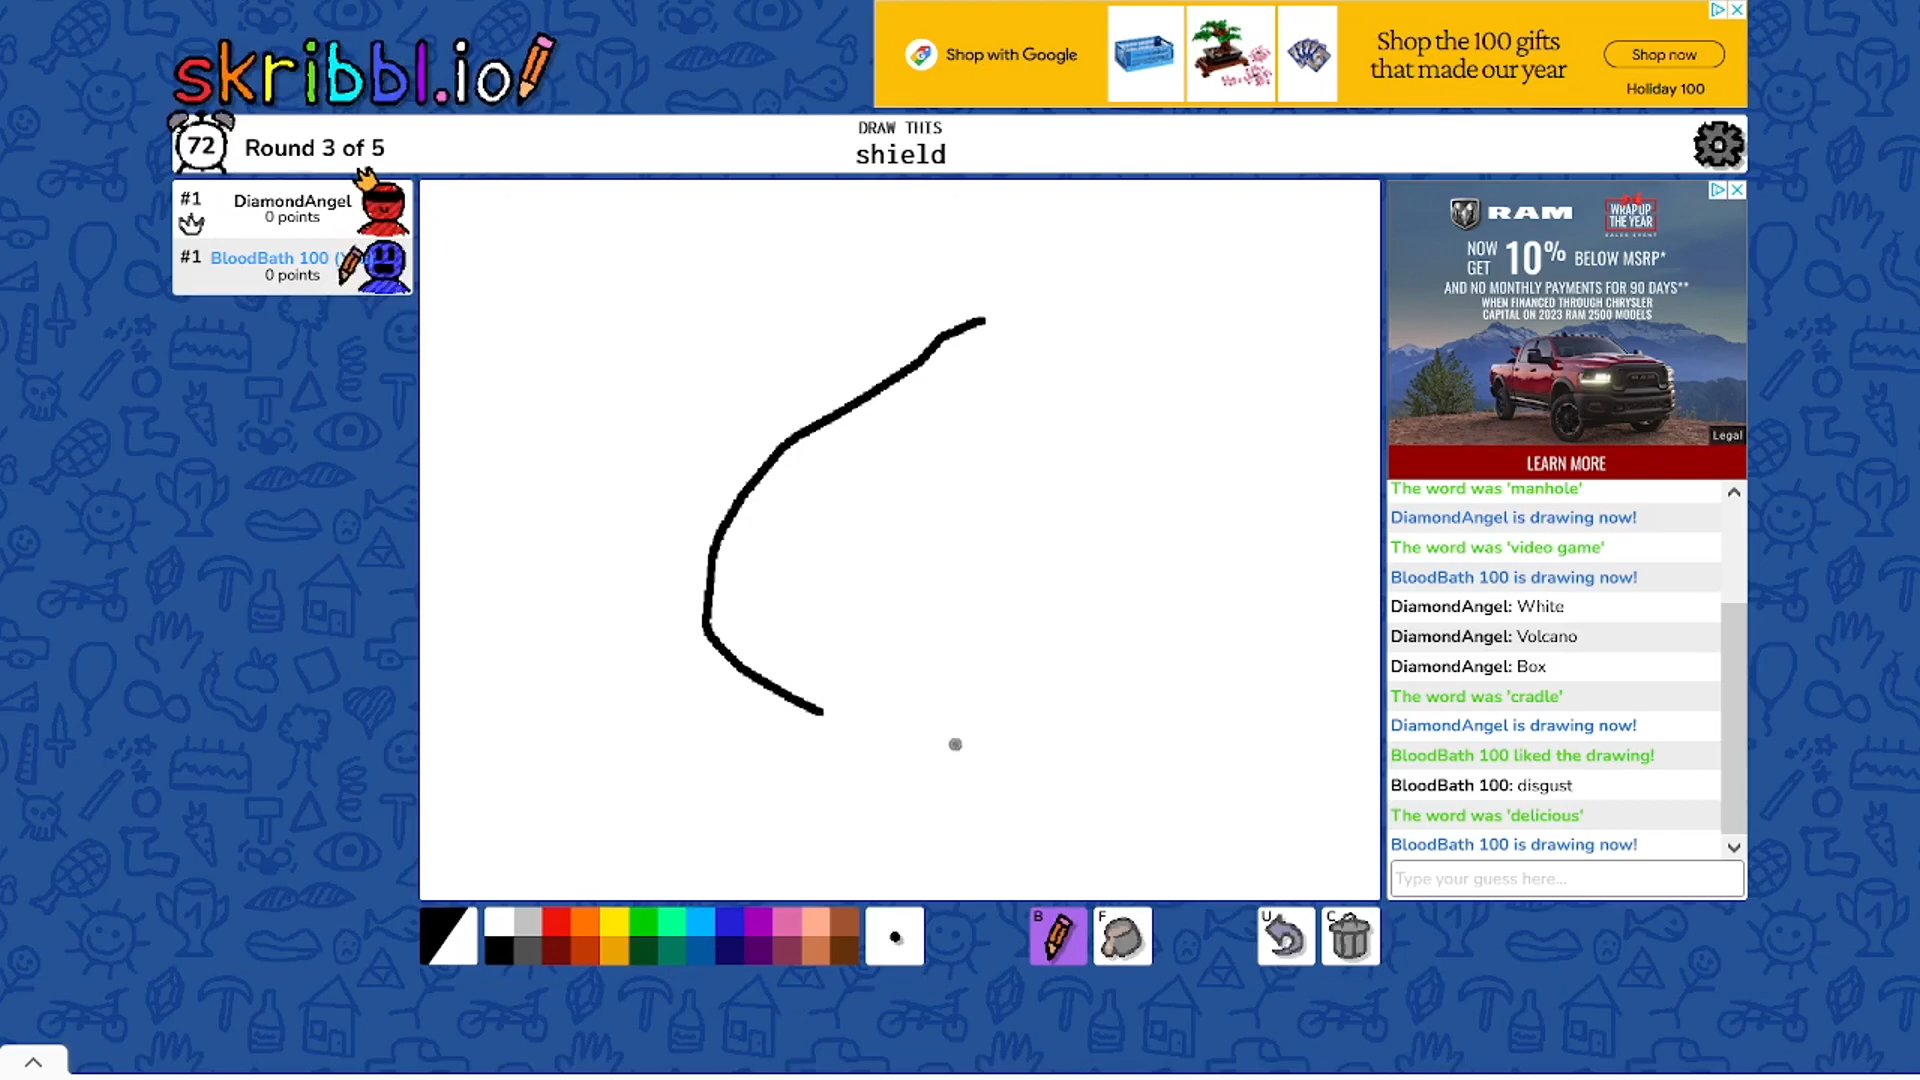 skribbl.io
Shop with Google
Shop the 100 gifts
that made our year
Shop now
Holiday 100
72
Round 3 of 5
DRAW THIS
shield
#1
DiamondAngel
0 points
#1
BloodBath 100
0 points
RAM
WRAP UP
THE YEAR
NOW
GET
10%
BELOW MSRP*
AND NO MONTHLY PAYMENTS FOR 90 DAYS**
WHEN FINANCED THROUGH CHRYSLER
CAPITAL ON 2023 RAM 2500 MODELS
Legal
LEARN MORE
The word was 'manhole'
DiamondAngel is drawing now!
The word was 'video game'
BloodBath 100 is drawing now!
DiamondAngel: White
DiamondAngel: Volcano
DiamondAngel: Box
The word was 'cradle'
DiamondAngel is drawing now!
BloodBath 100 liked the drawing!
BloodBath 100: disgust
The word was 'delicious'
BloodBath 100 is drawing now!
Type your guess here...
B
F
U
C